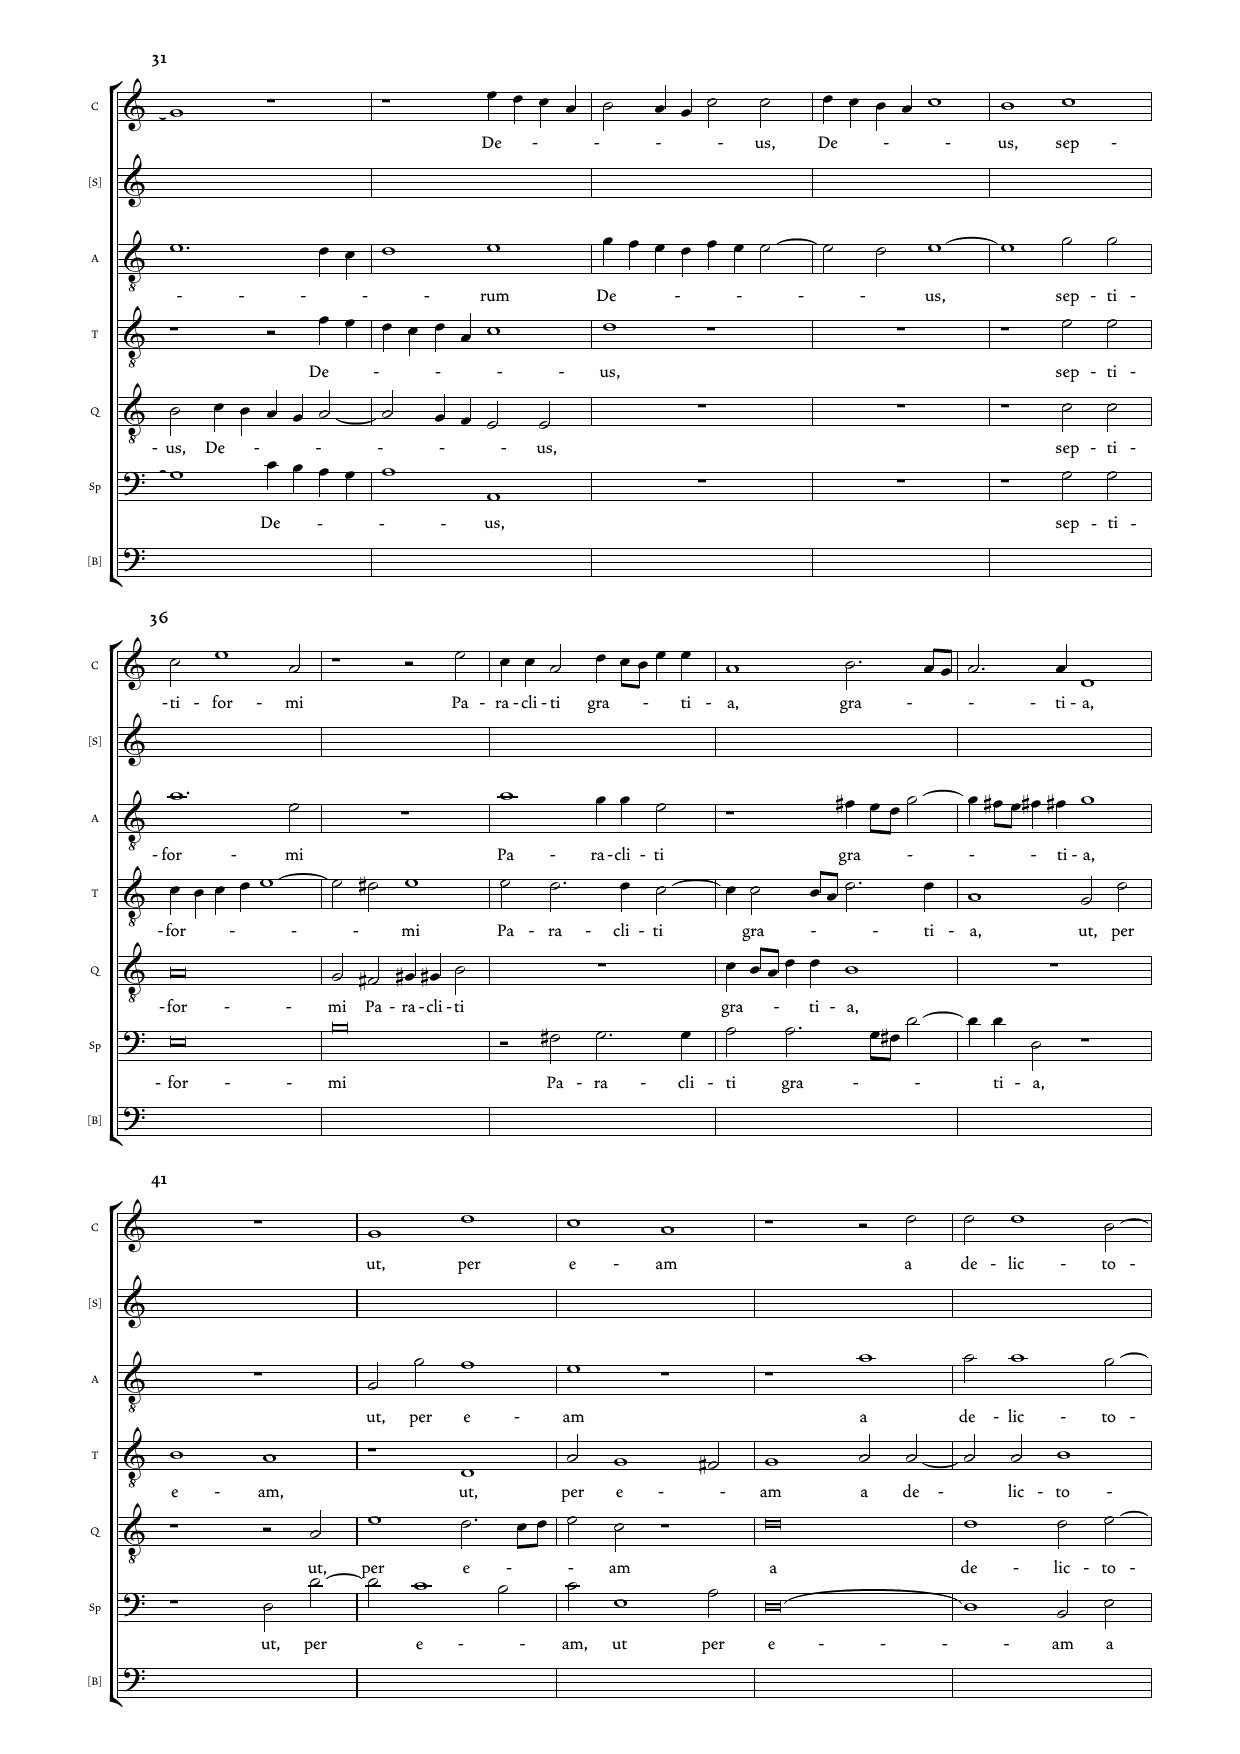 31
C
De - - - - us, De - - us, sep -
[S]
A
- - - - - rum De - - - - us, sep - ti -
T
De - - - - us, sep - ti -
Q
- us, De - - - - us, sep - ti -
Sp
De - - - us, sep - ti -
[B]
36
C
-ti - for - mi Pa - ra - cli - ti gra - ti - a, gra - - ti - a,
[S]
A
- for - mi Pa - ra - cli - ti gra - - - ti - a,
T
- for - - - mi Pa - ra - cli - ti gra - - ti - a, ut, per
Q
- for - - mi Pa - ra - cli - ti gra - ti - a,
Sp
- for - - mi Pa - ra - cli - ti gra - - ti - a,
[B]
41
C
ut, per e - am a de - lic - to -
[S]
A
ut, per e - am a de - lic - to -
T
e - am, ut, per e - - am a de - lic - to -
Q
ut, per e - - am a de - lic - to -
Sp
ut, per e - - am, ut per e - - - - am a
[B]